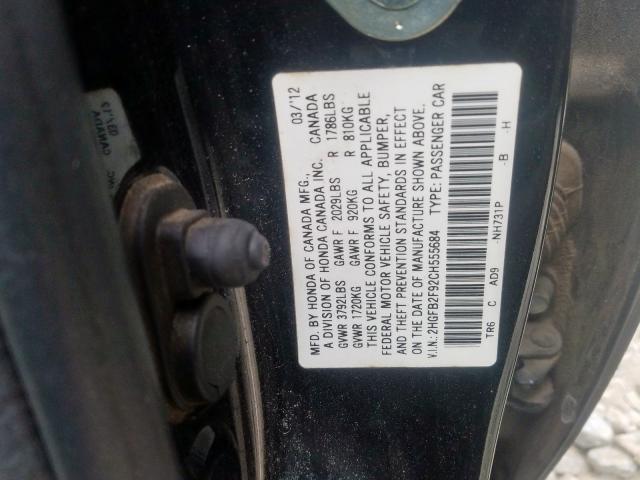 MFD. BY HONDA OF CANADA MFG., 03/'12
A DIVISION OF HONDA CANADA INC. CANADA
GVWR 3792LBS GAWR F 2029LBS R 1786LBS
GVWR 1720KG GAWR F 920KG R 810KG
THIS VEHICLE CONFORMS TO ALL APPLICABLE
FEDERAL MOTOR VEHICLE SAFETY, BUMPER,
AND THEFT PREVENTION STANDARDS IN EFFECT
ON THE DATE OF MANUFACTURE SHOWN ABOVE.
V.I.N.: 2HGFB2F92CH555684 TYPE: PASSENGER CAR
TR6 C AD9 NH731P -B -H
CANADA